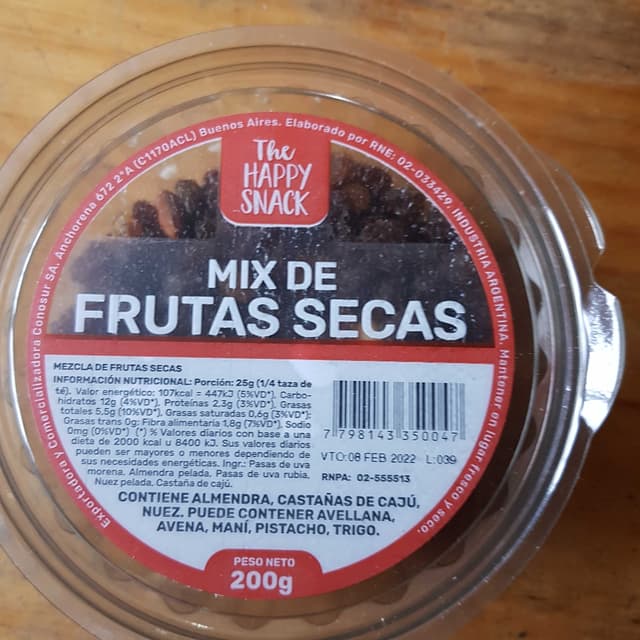 Exportadora y Comercializadora Conosur SA. Anchorena 672 2°A (C1170ACL) Buenos Aires. Elaborado por RNE: 02-033429. INDUSTRIA ARGENTINA. Mantener en lugar fresco y seco.
The
HAPPY
SNACK
MIX DE
FRUTAS SECAS
MEZCLA DE FRUTAS SECAS
INFORMACIÓN NUTRICIONAL: Porción: 25g (1/4 taza de
té). Valor energético: 107kcal = 447kJ (5%VD*). Carbo-
hidratos 12g (4%VD*), Proteínas 2.3g (3%VD*), Grasas
totales 5.5g (10%VD*), Grasas saturadas 0,6g (3%VD*);
Grasas trans 0g; Fibra alimentaria 1,8g (7%VD*), Sodio
0mg (0%VD*) (*) % Valores diarios con base a una
dieta de 2000 kcal u 8400 kJ. Sus valores diarios
pueden ser mayores o menores dependiendo de
sus necesidades energéticas. Ingr.: Pasas de uva
morena, Almendra pelada, Pasas de uva rubia,
Nuez pelada, Castaña de cajú.
7 798143 350047
VTO:08 FEB 2022 L:039
RNPA: 02-555513
CONTIENE ALMENDRA, CASTAÑAS DE CAJÚ,
NUEZ. PUEDE CONTENER AVELLANA,
AVENA, MANÍ, PISTACHO, TRIGO.
PESO NETO
200g